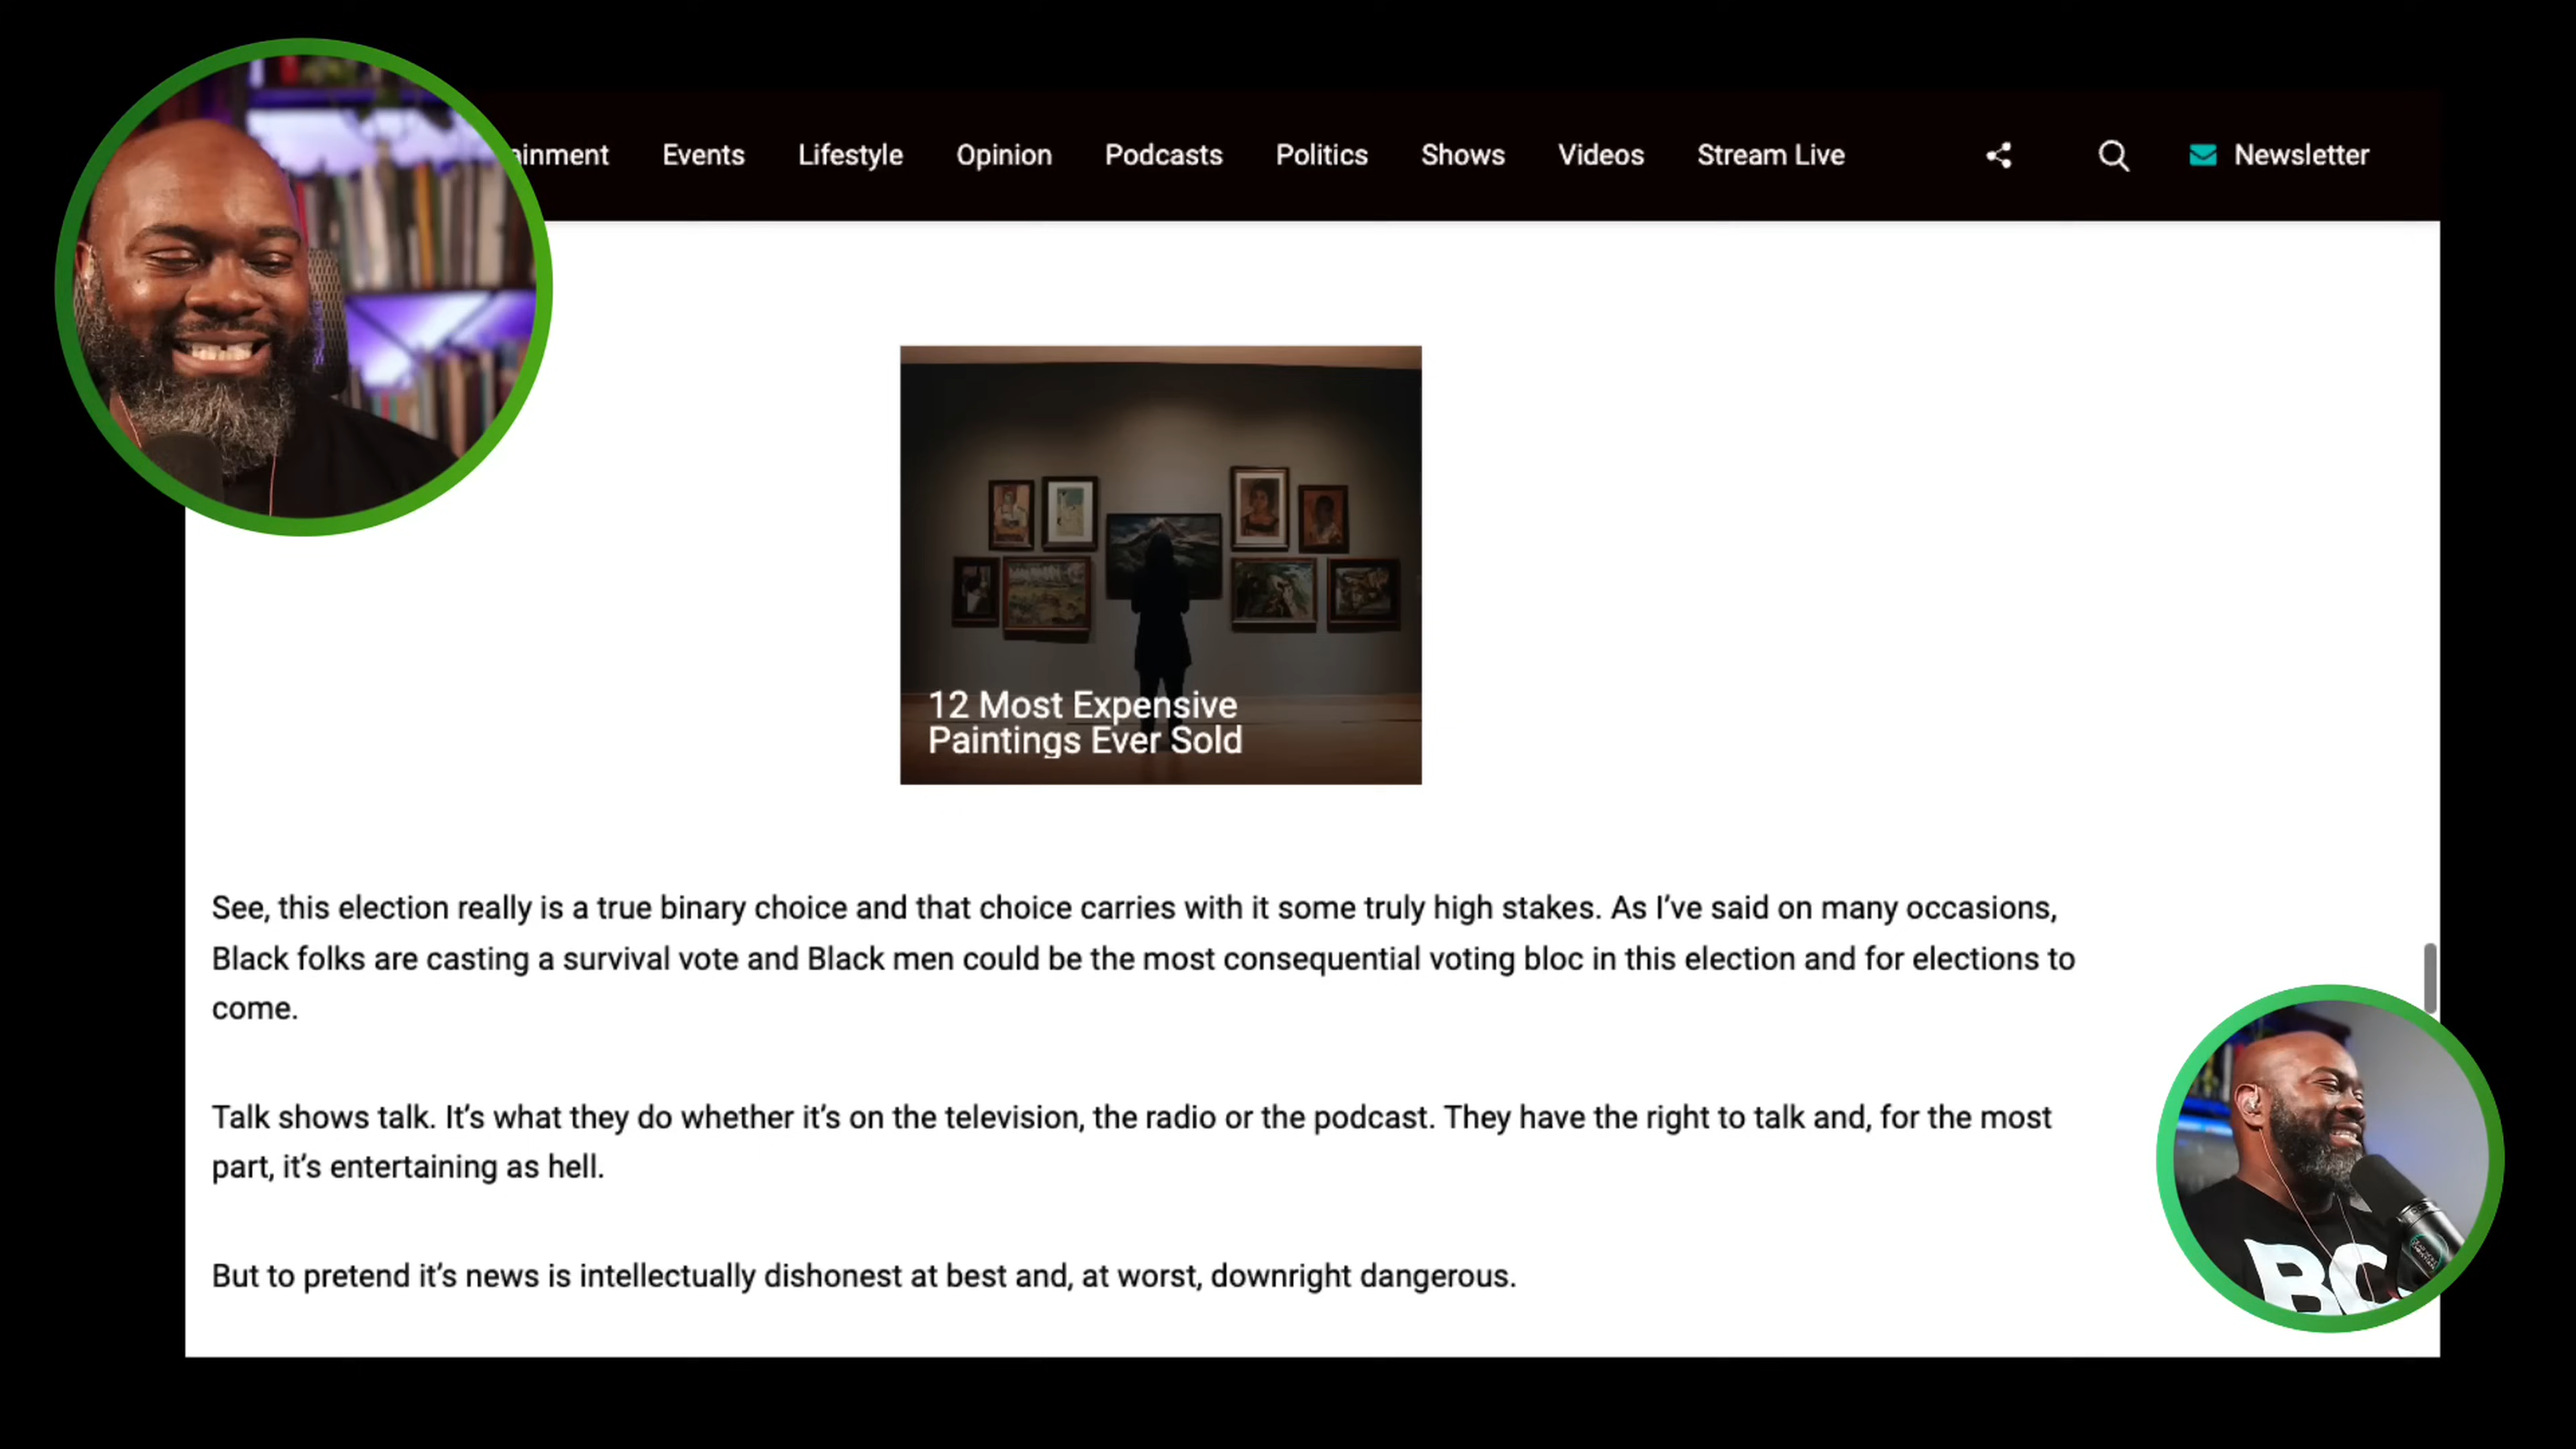 ainment Events Lifestyle Opinion Podcasts Politics Shows Videos Stream Live Newsletter
12 Most Expensive
Paintings Ever Sold
See, this election really is a true binary choice and that choice carries with it some truly high stakes. As I’ve said on many occasions,
Black folks are casting a survival vote and Black men could be the most consequential voting bloc in this election and for elections to
come.
Talk shows talk. It’s what they do whether it’s on the television, the radio or the podcast. They have the right to talk and, for the most
part, it’s entertaining as hell.
But to pretend it’s news is intellectually dishonest at best and, at worst, downright dangerous.
BC